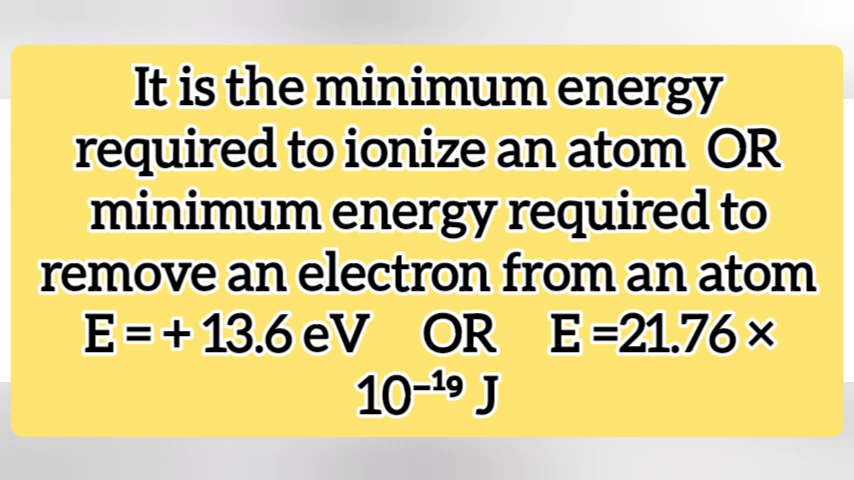 It is the minimum energy
required to ionize an atom OR
minimum energy required to
remove an electron from an atom
E = + 13.6 eV OR E =21.76 ×
10⁻¹⁹ J